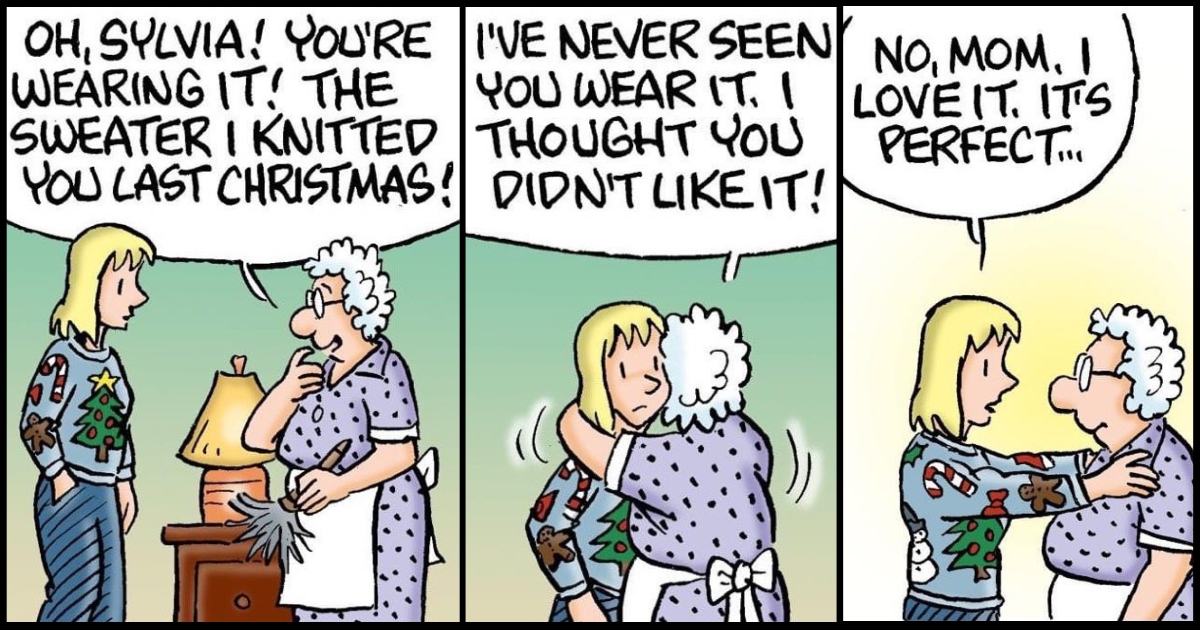 OH, SYLVIA! YOU'RE
WEARING IT! THE
SWEATER I KNITTED
YOU LAST CHRISTMAS!
I'VE NEVER SEEN
YOU WEAR IT. I
THOUGHT YOU
DIDN'T LIKE IT!
NO, MOM. I
LOVE IT. IT'S
PERFECT...